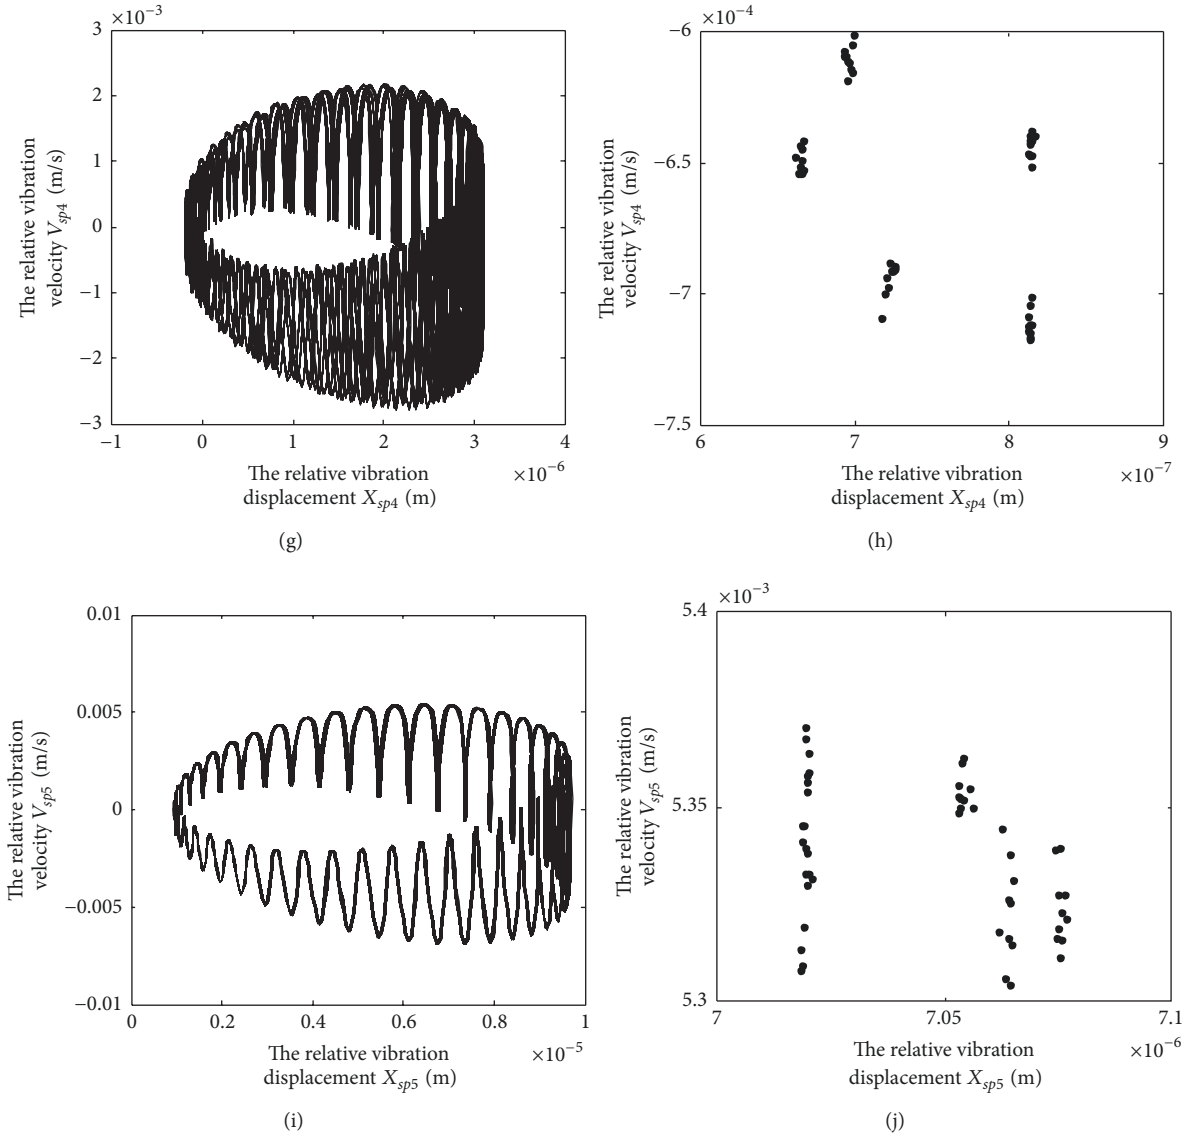 ×10⁻³
3
2
1
0
−1
−2
−3
−1 0 1 2 3 4
×10⁻⁶
The relative vibration
velocity V_sp4 (m/s)
The relative vibration
displacement X_sp4 (m)
(g)
×10⁻⁴
−6
−6.5
−7
−7.5
6 7 8 9
×10⁻⁷
The relative vibration
velocity V_sp4 (m/s)
The relative vibration
displacement X_sp4 (m)
(h)
0.01
0.005
0
−0.005
−0.01
0 0.2 0.4 0.6 0.8 1
×10⁻⁵
The relative vibration
velocity V_sp5 (m/s)
The relative vibration
displacement X_sp5 (m)
(i)
×10⁻³
5.4
5.35
5.3
7 7.05 7.1
×10⁻⁶
The relative vibration
velocity V_sp5 (m/s)
The relative vibration
displacement X_sp5 (m)
(j)